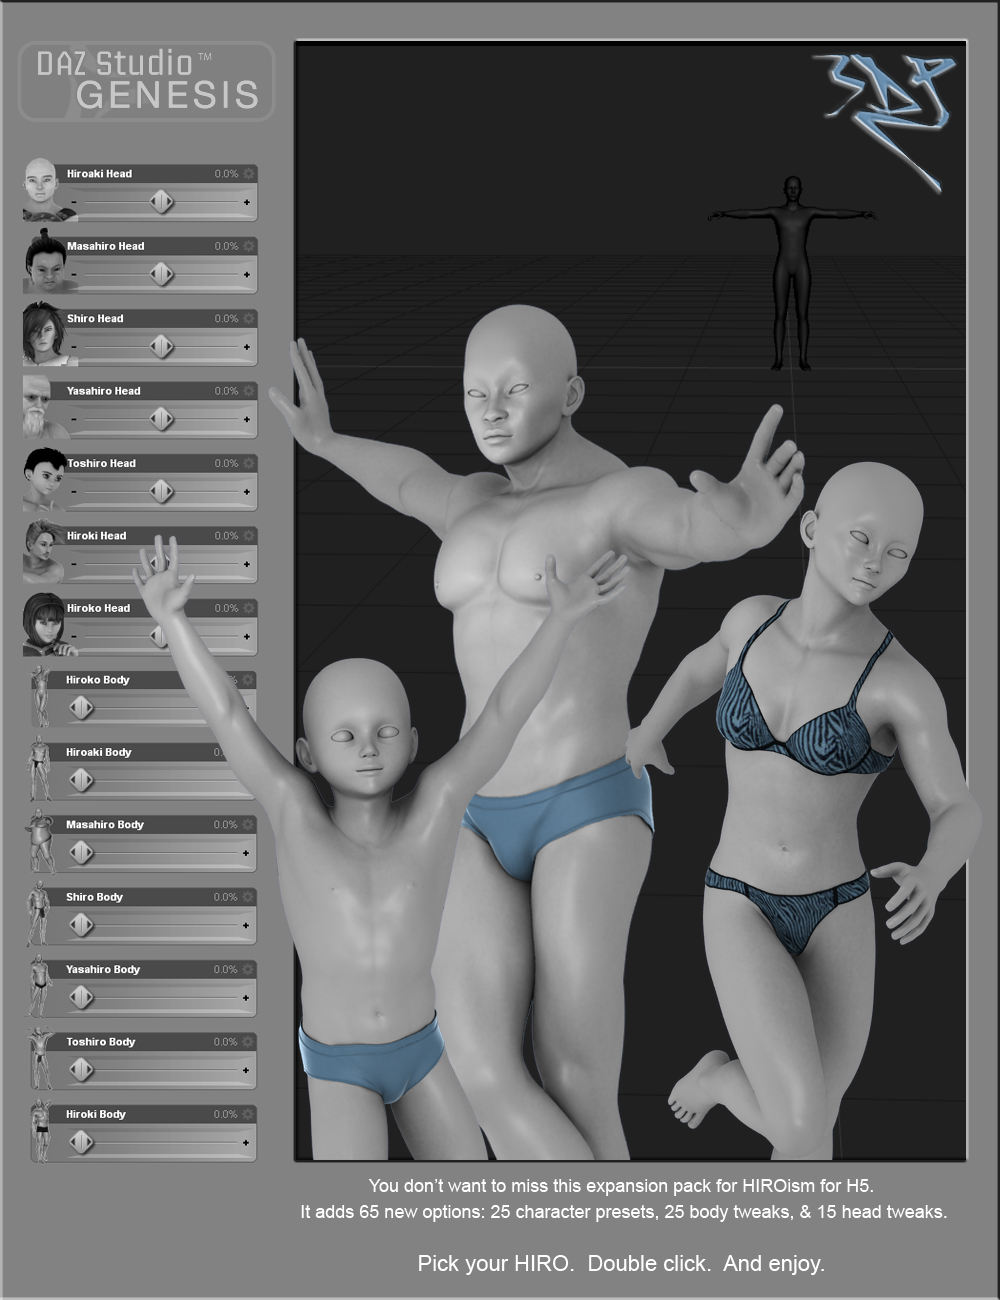 DAZ Studio™
GENESIS
3DJ
Hiroaki Head 0.0%
Masahiro Head 0.0%
Shiro Head 0.0%
Yasahiro Head 0.0%
Toshiro Head 0.0%
Hiroki Head 0.0%
Hiroko Head 0.0%
Hiroko Body
Hiroaki Body
Masahiro Body 0.0%
Shiro Body 0.0%
Yasahiro Body 0.0%
Toshiro Body 0.0%
Hiroki Body 0.0%
You don't want to miss this expansion pack for HIROism for H5.
It adds 65 new options: 25 character presets, 25 body tweaks, & 15 head tweaks.
Pick your HIRO. Double click. And enjoy.